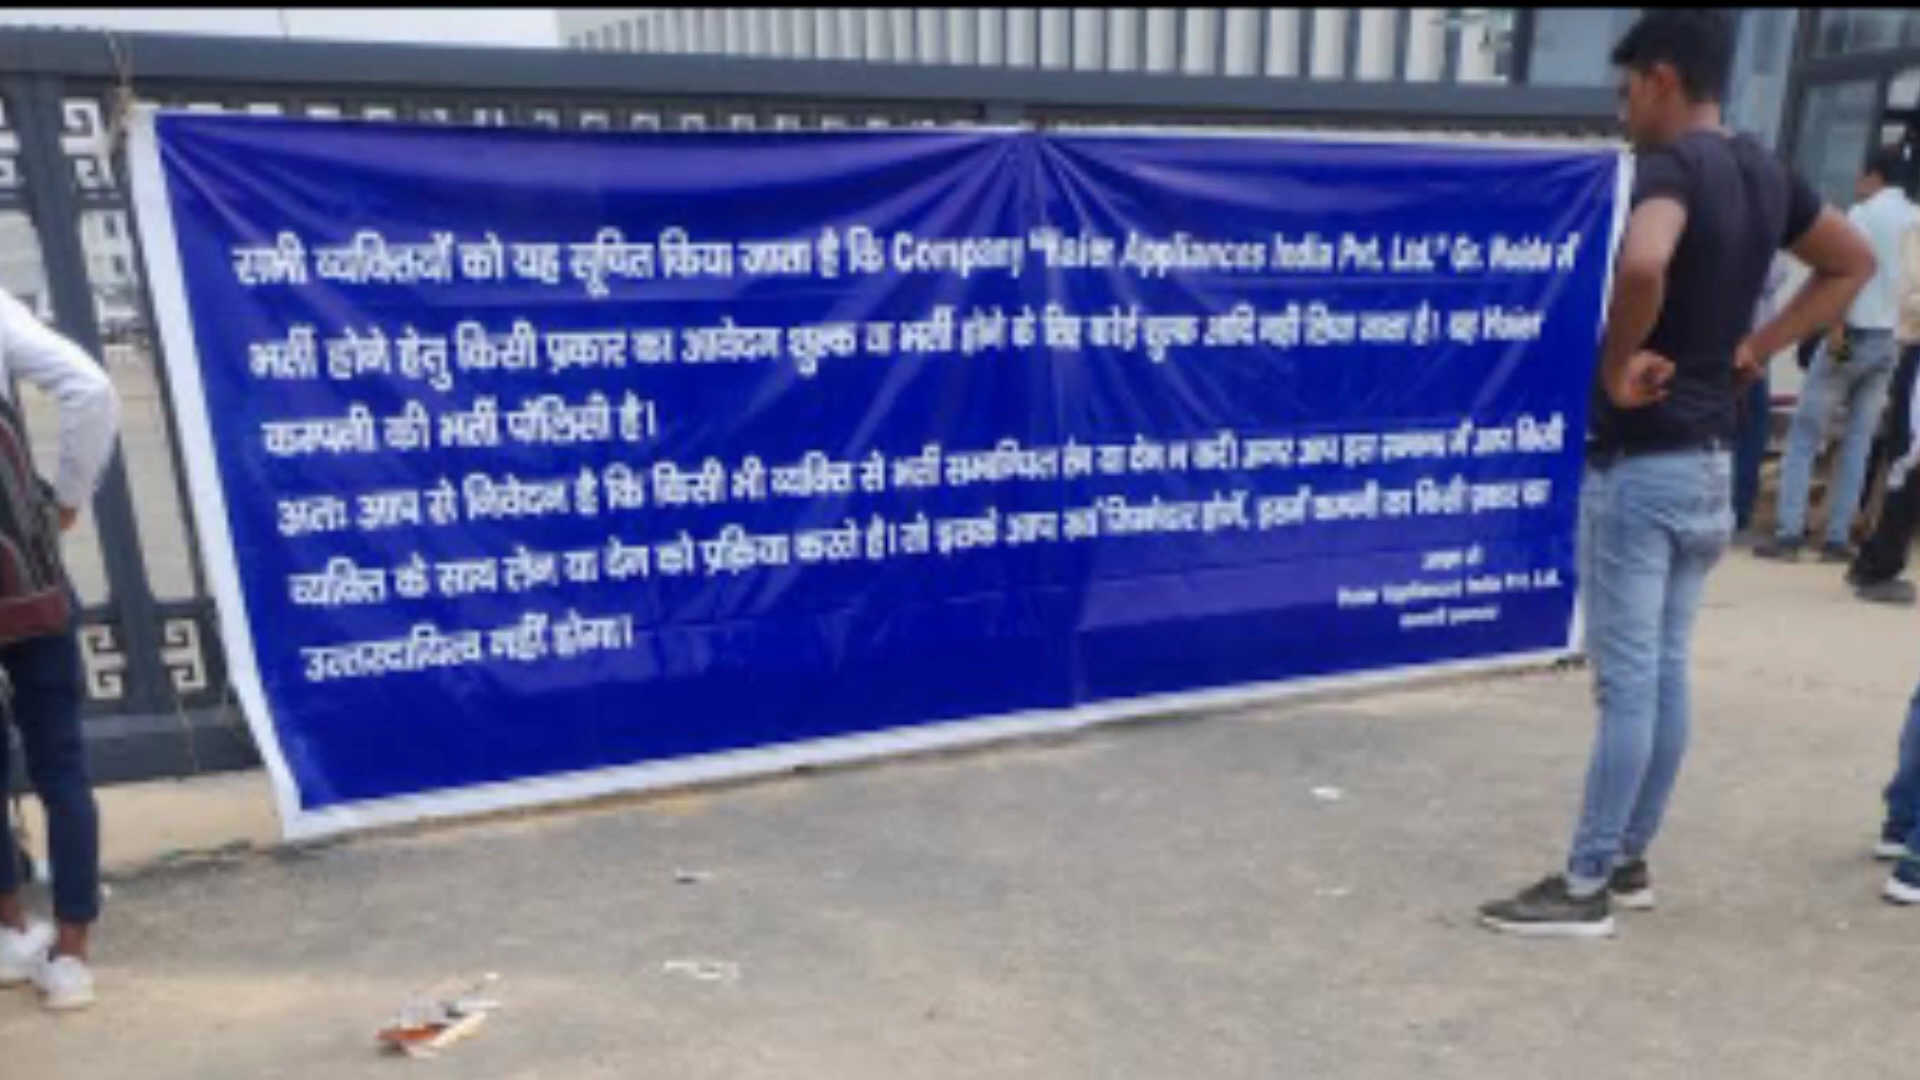 सभी व्यक्तियों को यह सूचित किया जाता है कि Company "Haier Appliances India Pvt. Ltd." Gr. Noida में
भर्ती होने हेतु किसी प्रकार का आवेदन शुल्क या भर्ती होने के लिए कोई शुल्क आदि नही लिया जाता है। यह Haier
कम्पनी की भर्ती पॉलिसी है।
अतः आप से निवेदन है कि किसी भी व्यक्ति से भर्ती सम्बन्धित लेन या देन न करें। अगर आप इस सम्बन्ध में आप किसी
व्यक्ति के साथ लेन या देन को प्रक्रिया करते है। तो इसके आप स्वयं जिम्मेदार होगें, इसमें कम्पनी का किसी प्रकार का
उत्तरदायित्व नहीं होगा।
Haier Appliances India Pvt. Ltd.